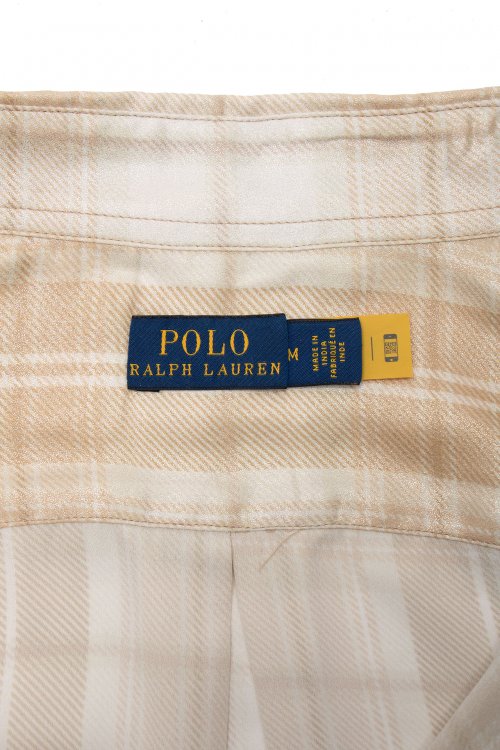 POLO
RALPH LAUREN
M
MADE IN
INDIA
FABRIQUÉ EN
INDE